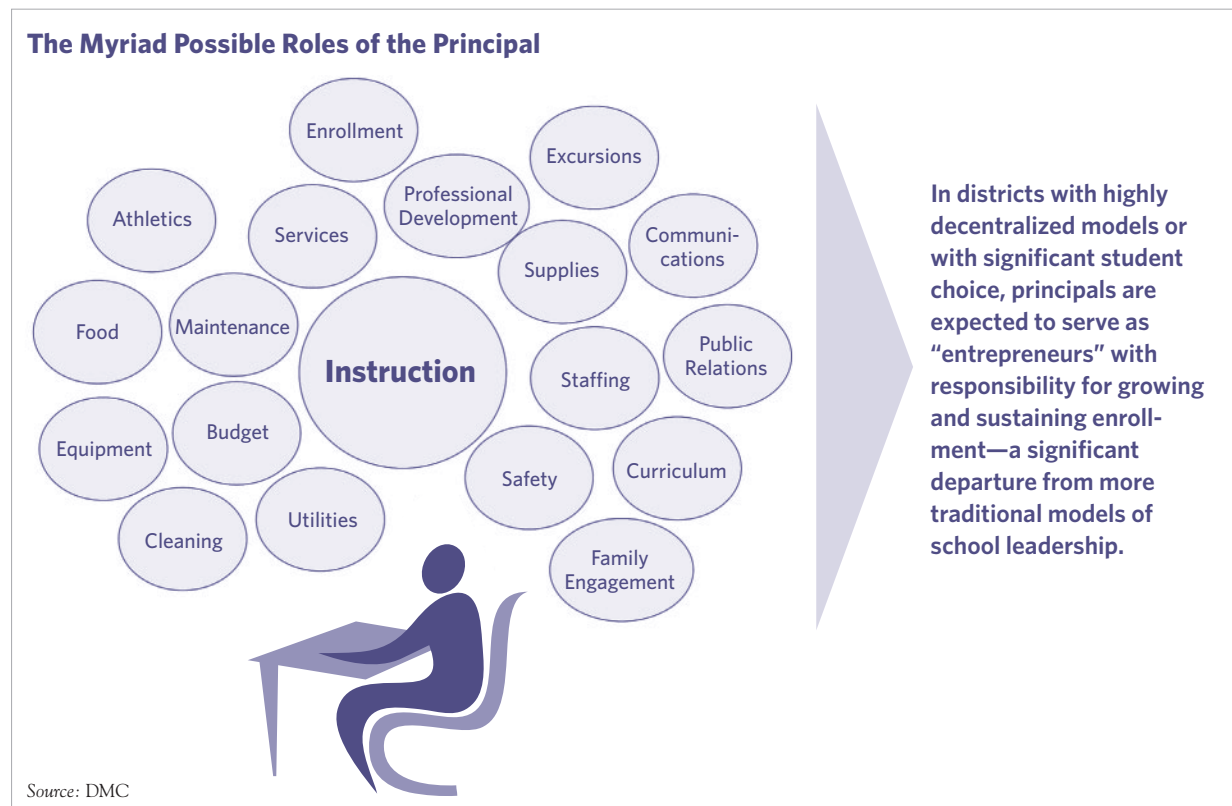 The Myriad Possible Roles of the Principal
Enrollment
Excursions
Professional
Development
Athletics
Services
Communi-
cations
Supplies
Food
Maintenance
Instruction
Public
Relations
Staffing
Equipment
Budget
Safety
Curriculum
Cleaning
Utilities
Family
Engagement
In districts with highly
decentralized models or
with significant student
choice, principals are
expected to serve as
“entrepreneurs” with
responsibility for growing
and sustaining enroll-
ment—a significant
departure from more
traditional models of
school leadership.
Source: DMC